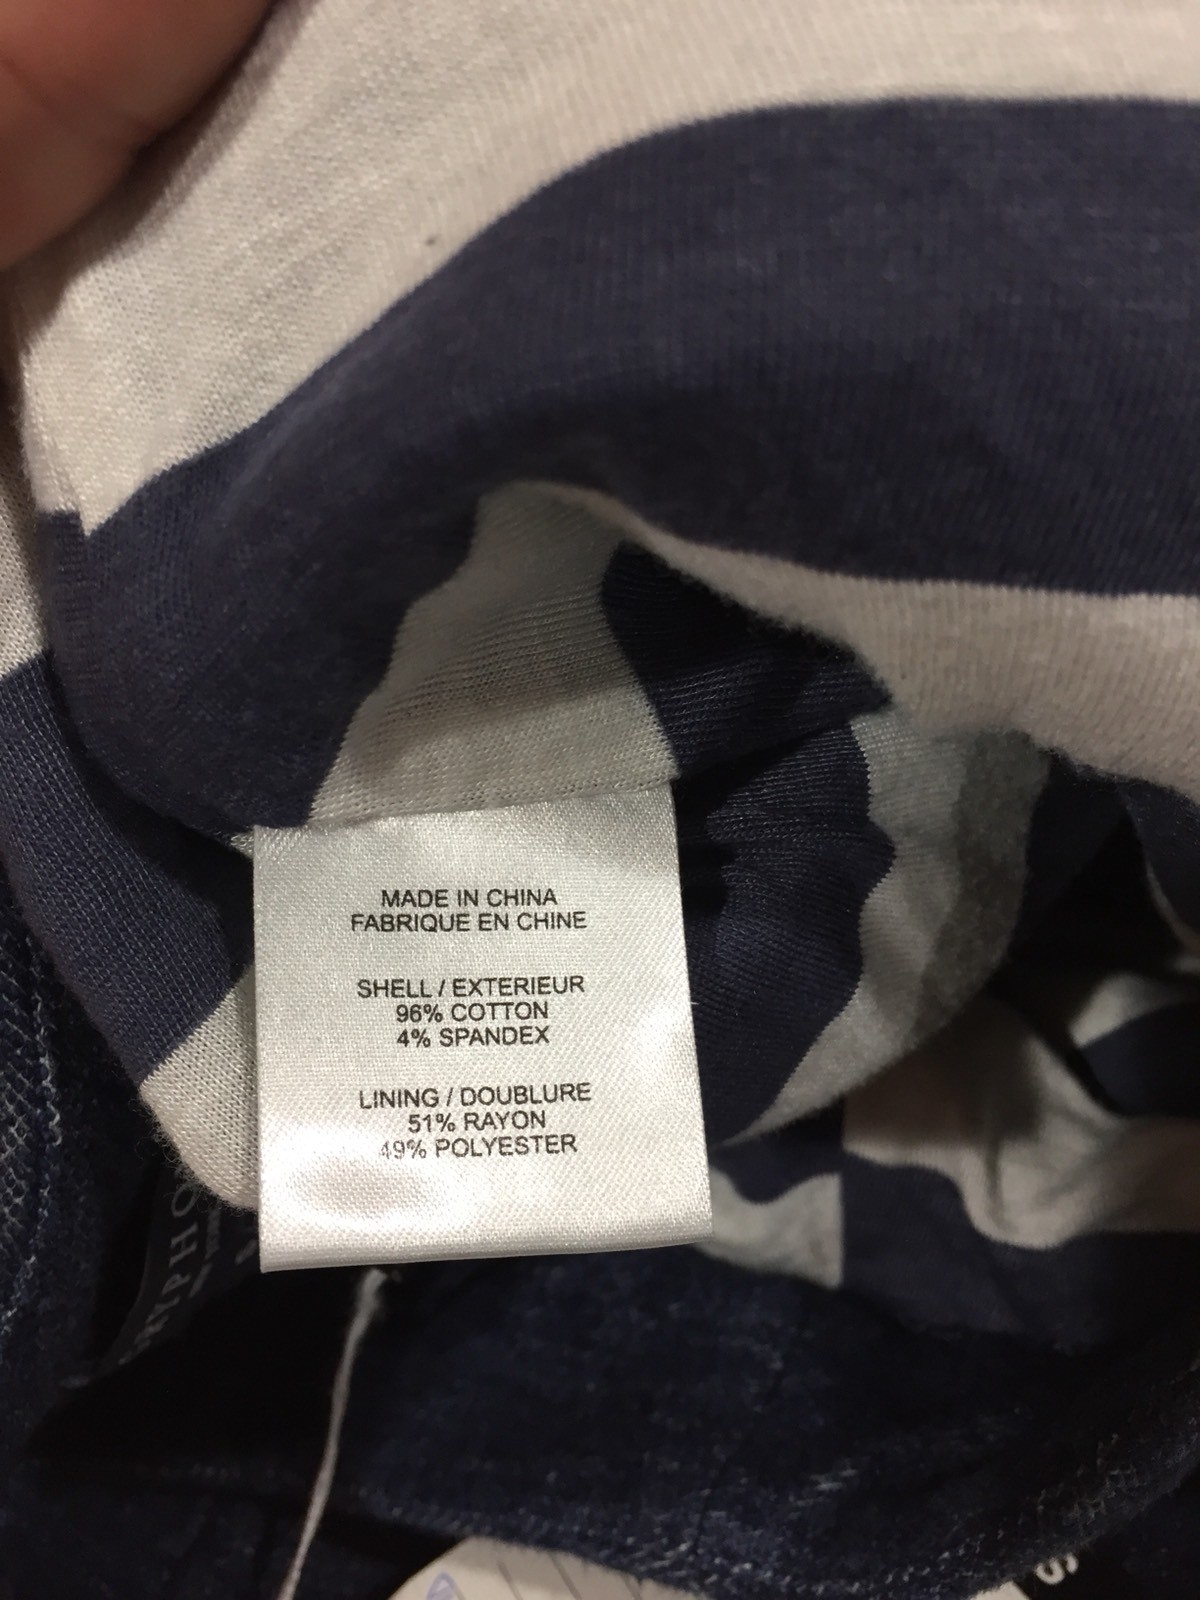 MADE IN CHINA
FABRIQUE EN CHINE
SHELL / EXTERIEUR
96% COTTON
4% SPANDEX
LINING / DOUBLURE
51% RAYON
49% POLYESTER
S